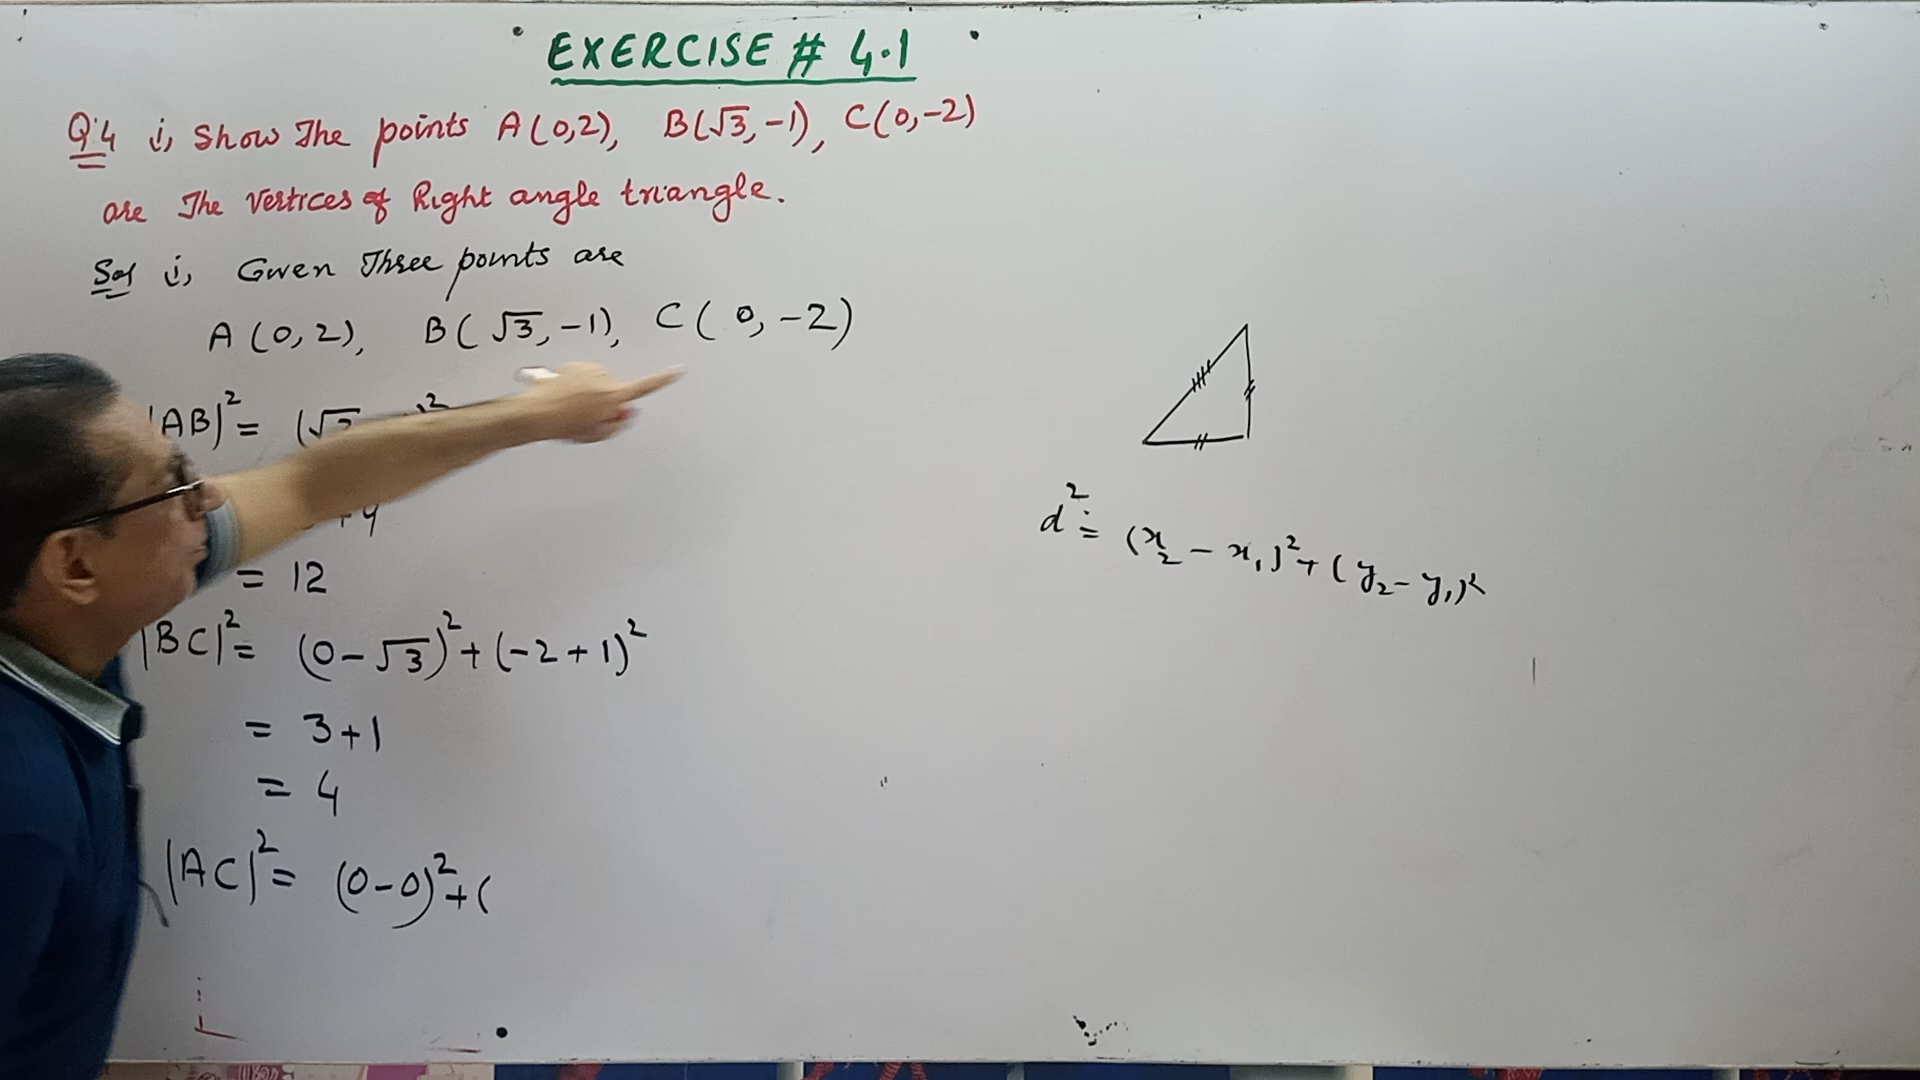 EXERCISE # 4.1
Q.4 i, Show The points A(0,2), B(√3,-1), C(0,-2)
are The Vertices of Right angle triangle.
Sol i, Given Three points are
A(0,2), B(√3,-1), C(0,-2)
|AB|² = (√3
= 12
|BC|² = (0-√3)² + (-2+1)²
= 3+1
= 4
|AC|² = (0-0)² + (
d² = (x₂ - x₁)² + (y₂ - y₁)²